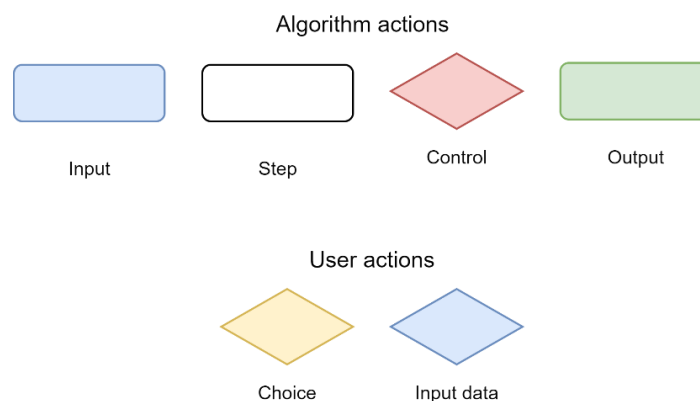 Algorithm actions
Input
Step
Control
Output
User actions
Choice
Input data